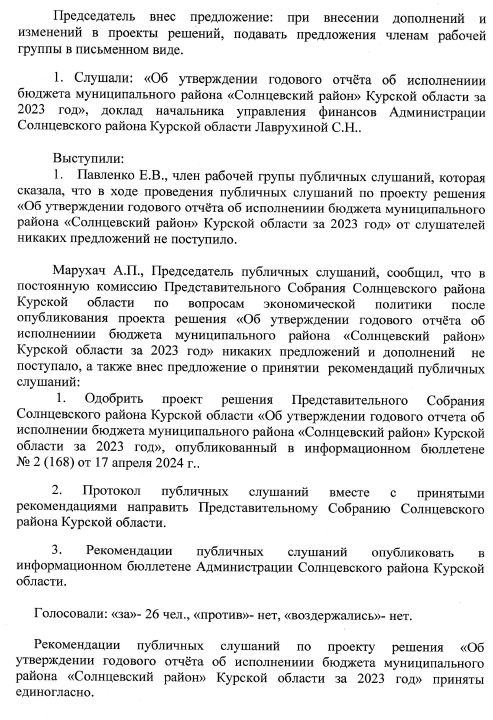 Председатель внес предложение: при внесении дополнений и
изменений в проекты решений, подавать предложения членам рабочей
группы в письменном виде.
1. Слушали: «Об утверждении годового отчёта об исполнениии
бюджета муниципального района «Солнцевский район» Курской области за
2023 год», доклад начальника управления финансов Администрации
Солнцевского района Курской области Лаврухиной С.Н..
Выступили:
1. Павленко Е.В., член рабочей группы публичных слушаний, которая
сказала, что в ходе проведения публичных слушаний по проекту решения
«Об утверждении годового отчёта об исполнениии бюджета муниципального
района «Солнцевский район» Курской области за 2023 год» от слушателей
никаких предложений не поступило.
Марухач А.П., Председатель публичных слушаний, сообщил, что в
постоянную комиссию Представительного Собрания Солнцевского района
Курской области по вопросам экономической политики после
опубликования проекта решения «Об утверждении годового отчёта об
исполнениии бюджета муниципального района «Солнцевский район»
Курской области за 2023 год» никаких предложений и дополнений не
поступало, а также внес предложение о принятии рекомендаций публичных
слушаний:
1. Одобрить проект решения Представительного Собрания
Солнцевского района Курской области «Об утверждении годового отчета об
исполнении бюджета муниципального района «Солнцевский район» Курской
области за 2023 год», опубликованный в информационном бюллетене
№ 2 (168) от 17 апреля 2024 г..
2. Протокол публичных слушаний вместе с принятыми
рекомендациями направить Представительному Собранию Солнцевского
района Курской области.
3. Рекомендации публичных слушаний опубликовать в
информационном бюллетене Администрации Солнцевского района Курской
области.
Голосовали: «за»- 26 чел., «против»- нет, «воздержались»- нет.
Рекомендации публичных слушаний по проекту решения «Об
утверждении годового отчёта об исполнениии бюджета муниципального
района «Солнцевский район» Курской области за 2023 год» приняты
единогласно.